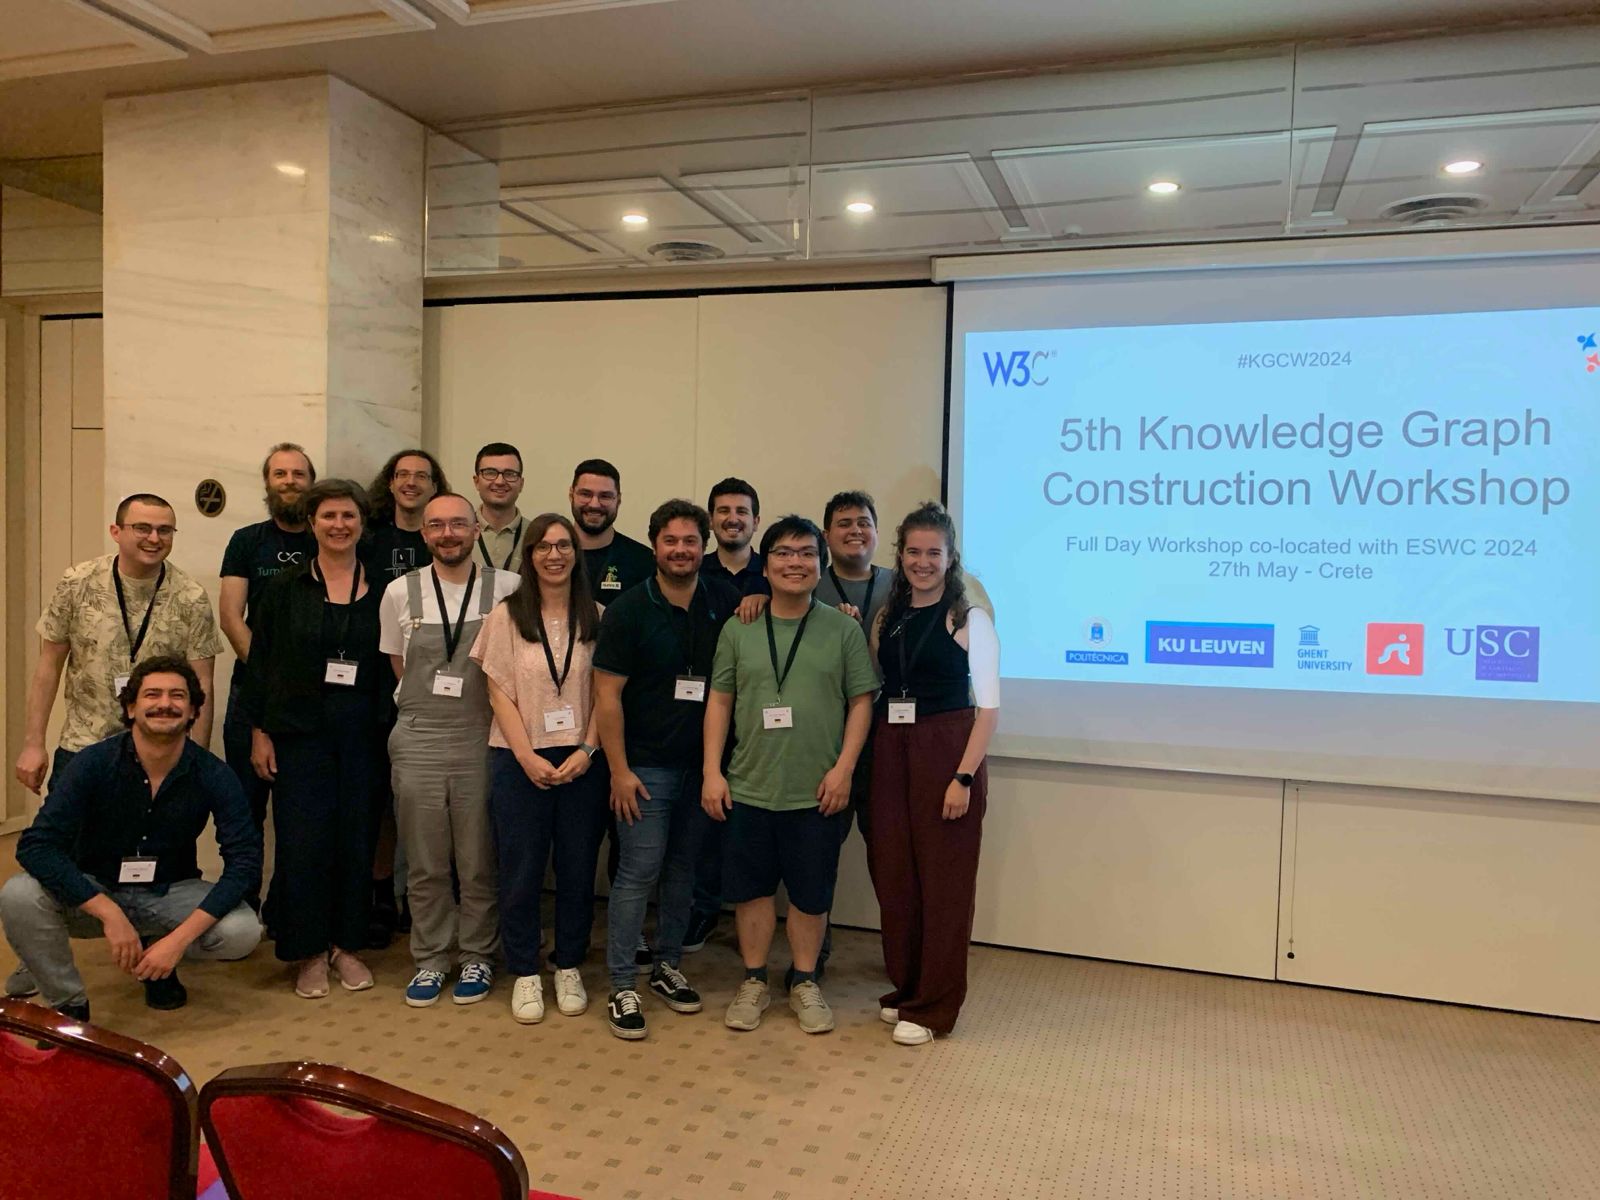 W3C®
#KGCW2024
5th Knowledge Graph
Construction Workshop
Full Day Workshop co-located with ESWC 2024
27th May - Crete
POLITÉCNICA
KU LEUVEN
GHENT
UNIVERSITY
USC